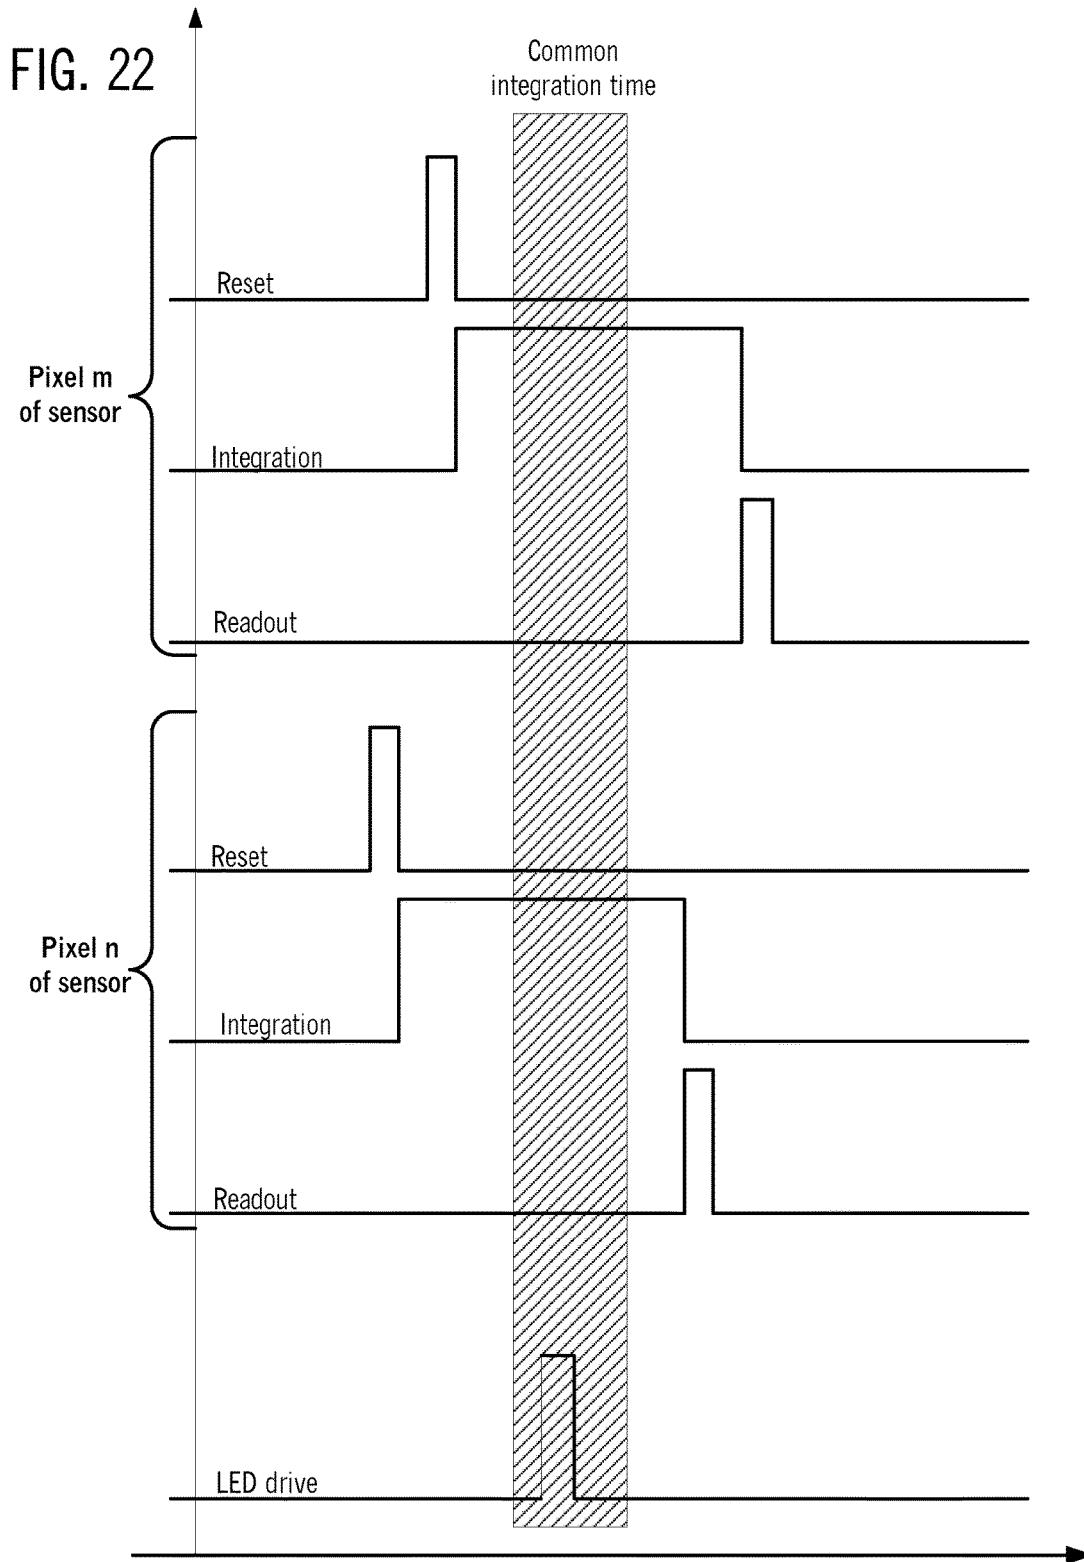 FIG. 22
Common
integration time
Reset
Pixel m
of sensor
Integration
Readout
Reset
Pixel n
of sensor
Integration
Readout
LED drive